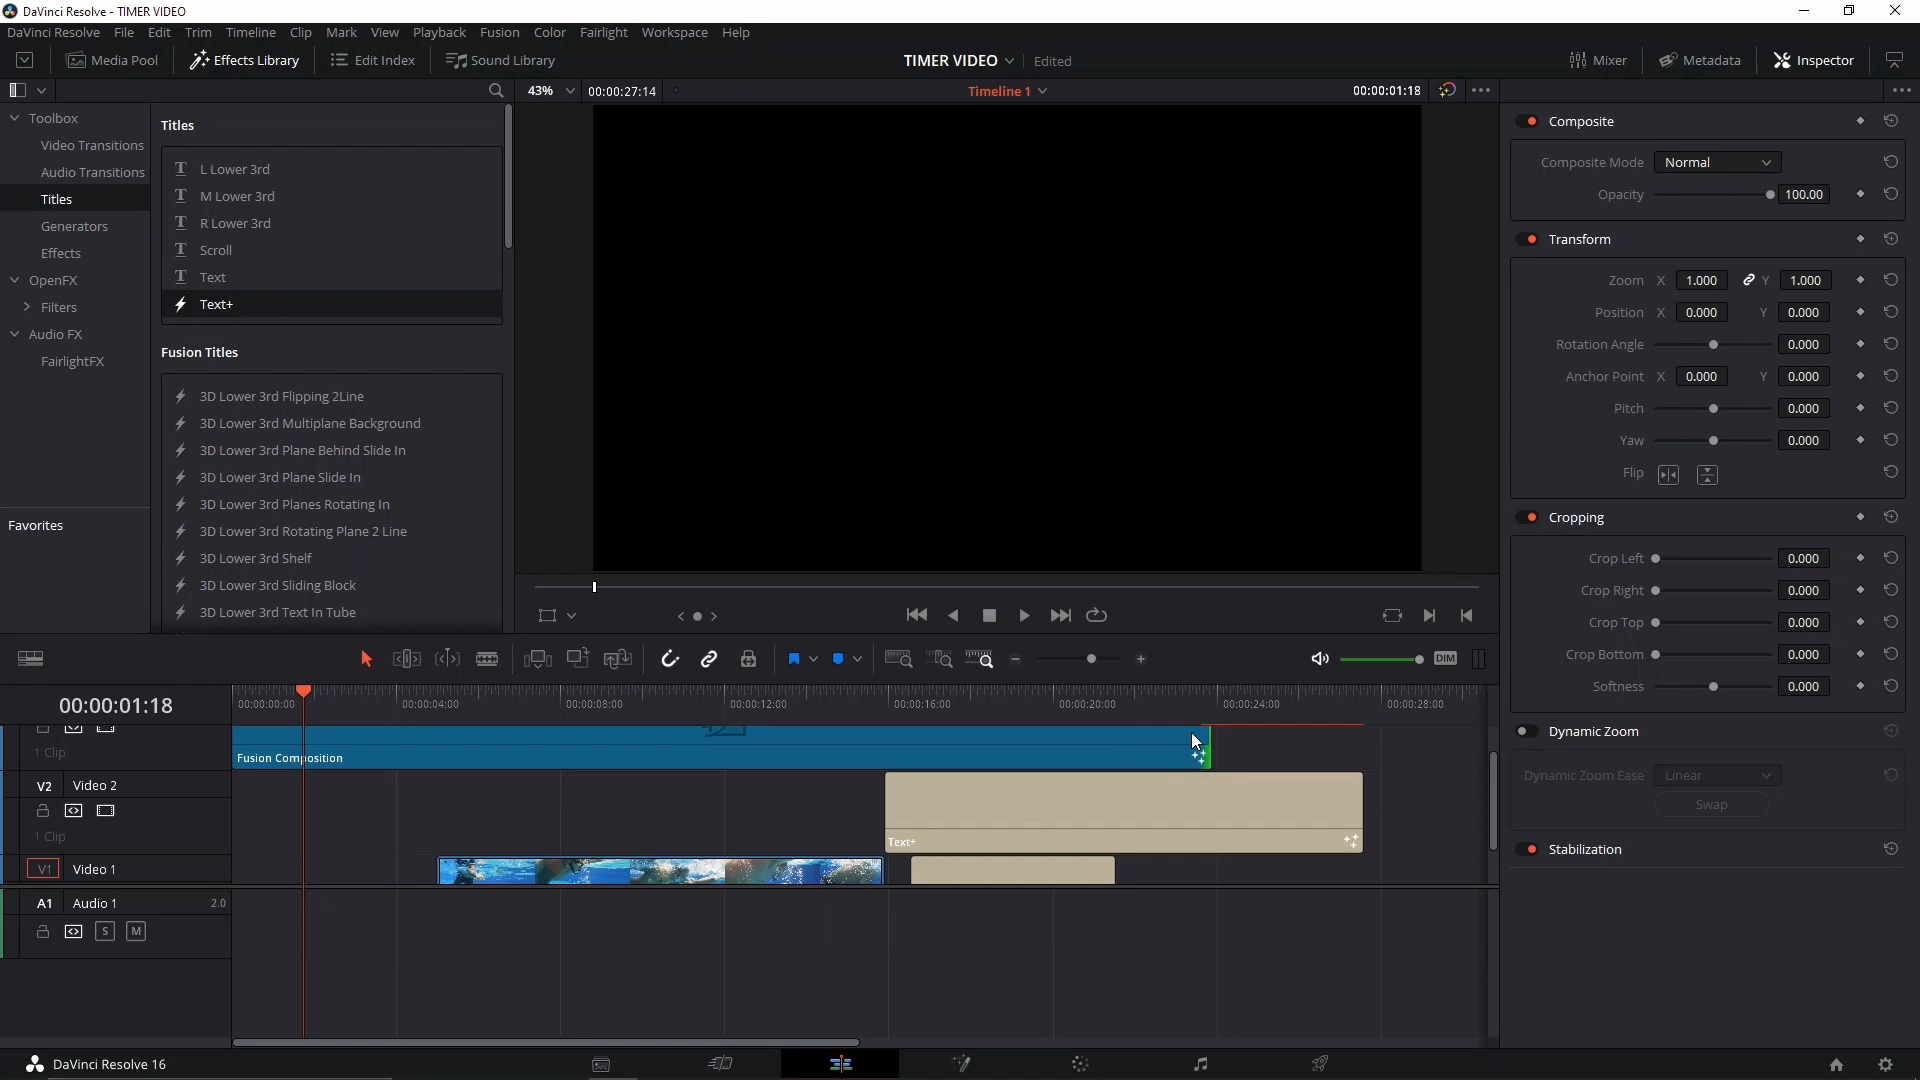 DaVinci Resolve - TIMER VIDEO
DaVinci Resolve File Edit Trim Timeline Clip Mark View Playback Fusion Color Fairlight Workspace Help
Media Pool Effects Library Edit Index Sound Library TIMER VIDEO Edited Mixer Metadata Inspector
43% 00:00:27:14 Timeline 1 00:00:01:18
Toolbox
Video Transitions
Audio Transitions
Titles
Generators
Effects
OpenFX
Filters
Audio FX
FairlightFX
Favorites
Titles
L Lower 3rd
M Lower 3rd
R Lower 3rd
Scroll
Text
Text+
Fusion Titles
3D Lower 3rd Flipping 2Line
3D Lower 3rd Multiplane Background
3D Lower 3rd Plane Behind Slide In
3D Lower 3rd Plane Slide In
3D Lower 3rd Planes Rotating In
3D Lower 3rd Rotating Plane 2 Line
3D Lower 3rd Shelf
3D Lower 3rd Sliding Block
3D Lower 3rd Text In Tube
Composite
Composite Mode Normal
Opacity 100.00
Transform
Zoom X 1.000 Y 1.000
Position X 0.000 Y 0.000
Rotation Angle 0.000
Anchor Point X 0.000 Y 0.000
Pitch 0.000
Yaw 0.000
Flip
Cropping
Crop Left 0.000
Crop Right 0.000
Crop Top 0.000
Crop Bottom 0.000
Softness 0.000
Dynamic Zoom
Dynamic Zoom Ease Linear
Swap
Stabilization
DIM
00:00:01:18 00:00:00:00 00:00:04:00 00:00:08:00 00:00:12:00 00:00:16:00 00:00:20:00 00:00:24:00 00:00:28:00
1 Clip
Fusion Composition
V2 Video 2
1 Clip
Text+
V1 Video 1
A1 Audio 1 2.0
S M
DaVinci Resolve 16